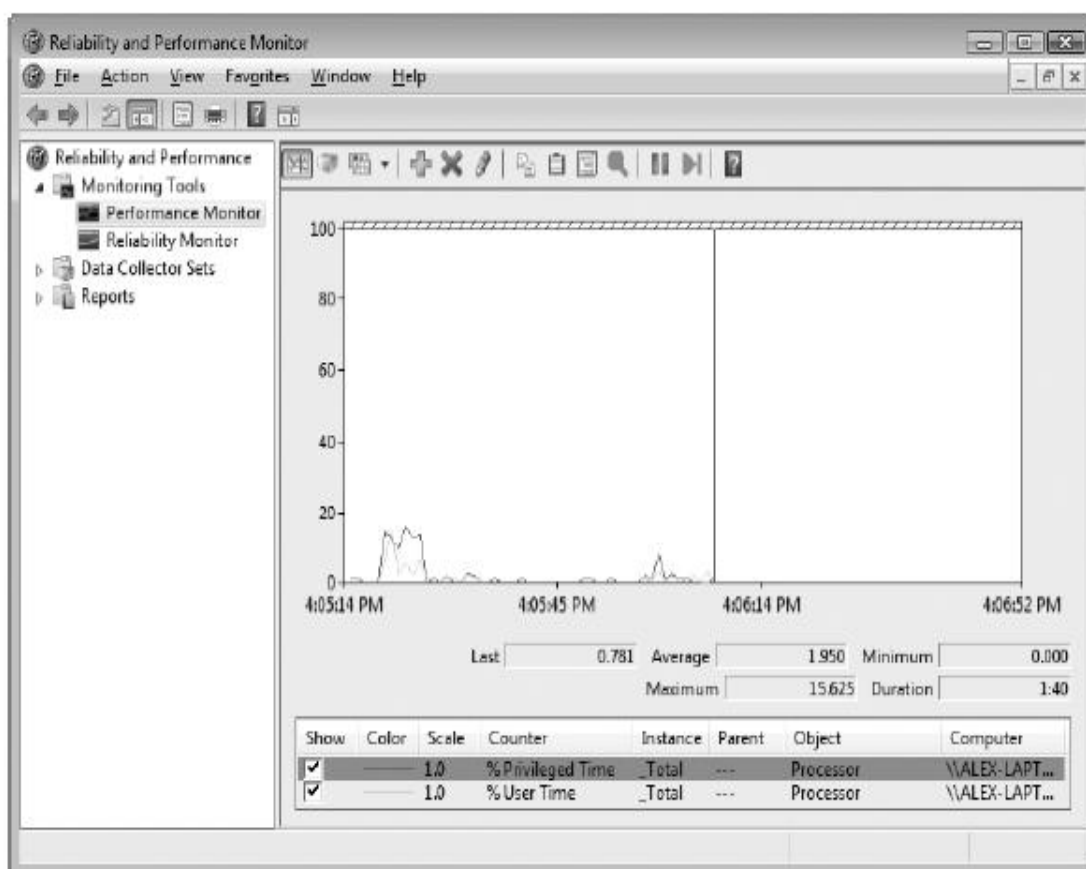 Reliability and Performance Monitor
File Action View Favorites Window Help
Reliability and Performance
Monitoring Tools
Performance Monitor
Reliability Monitor
Data Collector Sets
Reports
100
80
60
40
20
0
4:05:14 PM 4:05:45 PM 4:06:14 PM 4:06:52 PM
Last 0.781 Average 1.950 Minimum 0.000
Maximum 15.625 Duration 1:40
Show Color Scale Counter Instance Parent Object Computer
1.0 % Privileged Time _Total --- Processor \\ALEX-LAPT...
1.0 % User Time _Total --- Processor \\ALEX-LAPT...